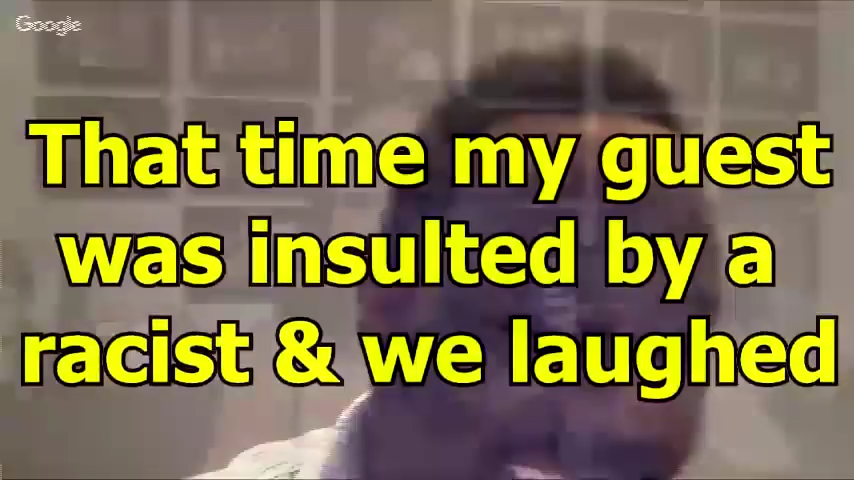 Google
That time my guest
was insulted by a
racist & we laughed